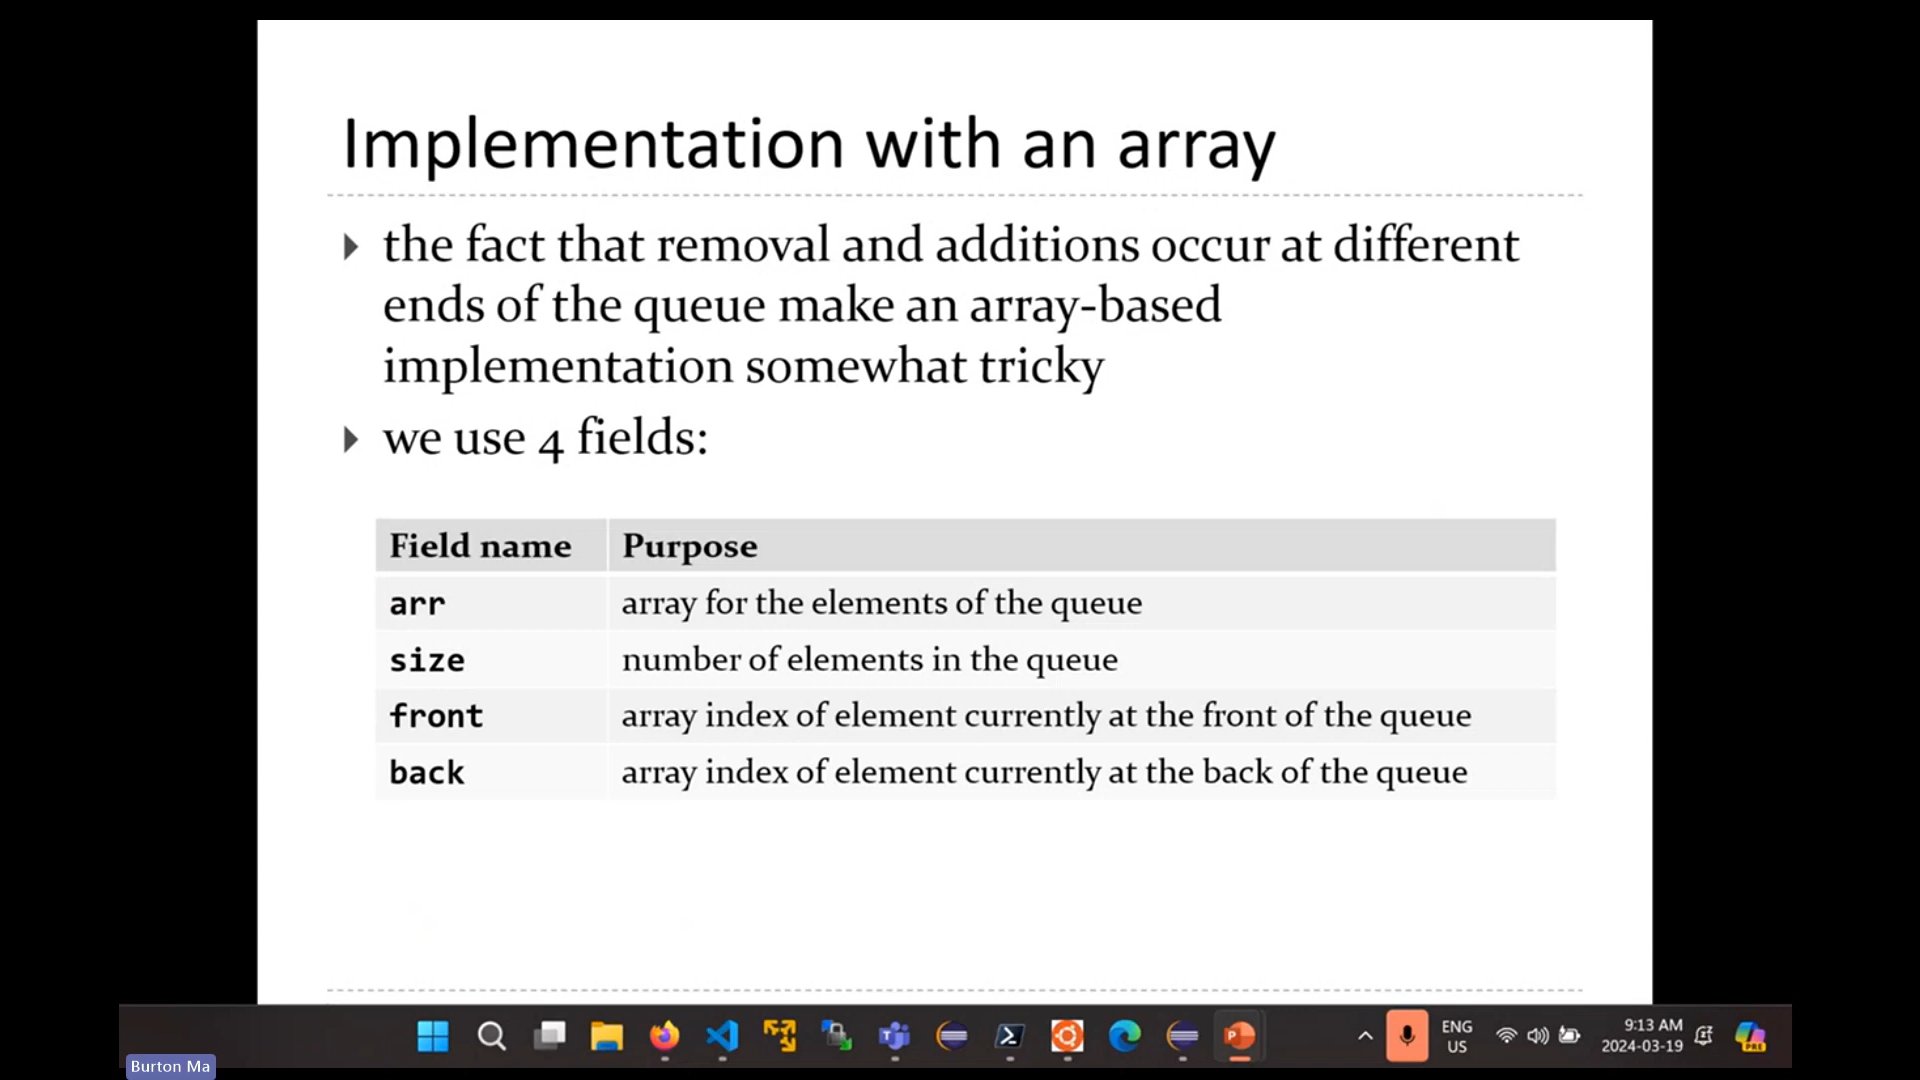 Implementation with an array
the fact that removal and additions occur at different
ends of the queue make an array-based
implementation somewhat tricky
we use 4 fields:
Field name Purpose
arr array for the elements of the queue
size number of elements in the queue
front array index of element currently at the front of the queue
back array index of element currently at the back of the queue
ENG
US
9:13 AM
2024-03-19
PRE
Burton Ma